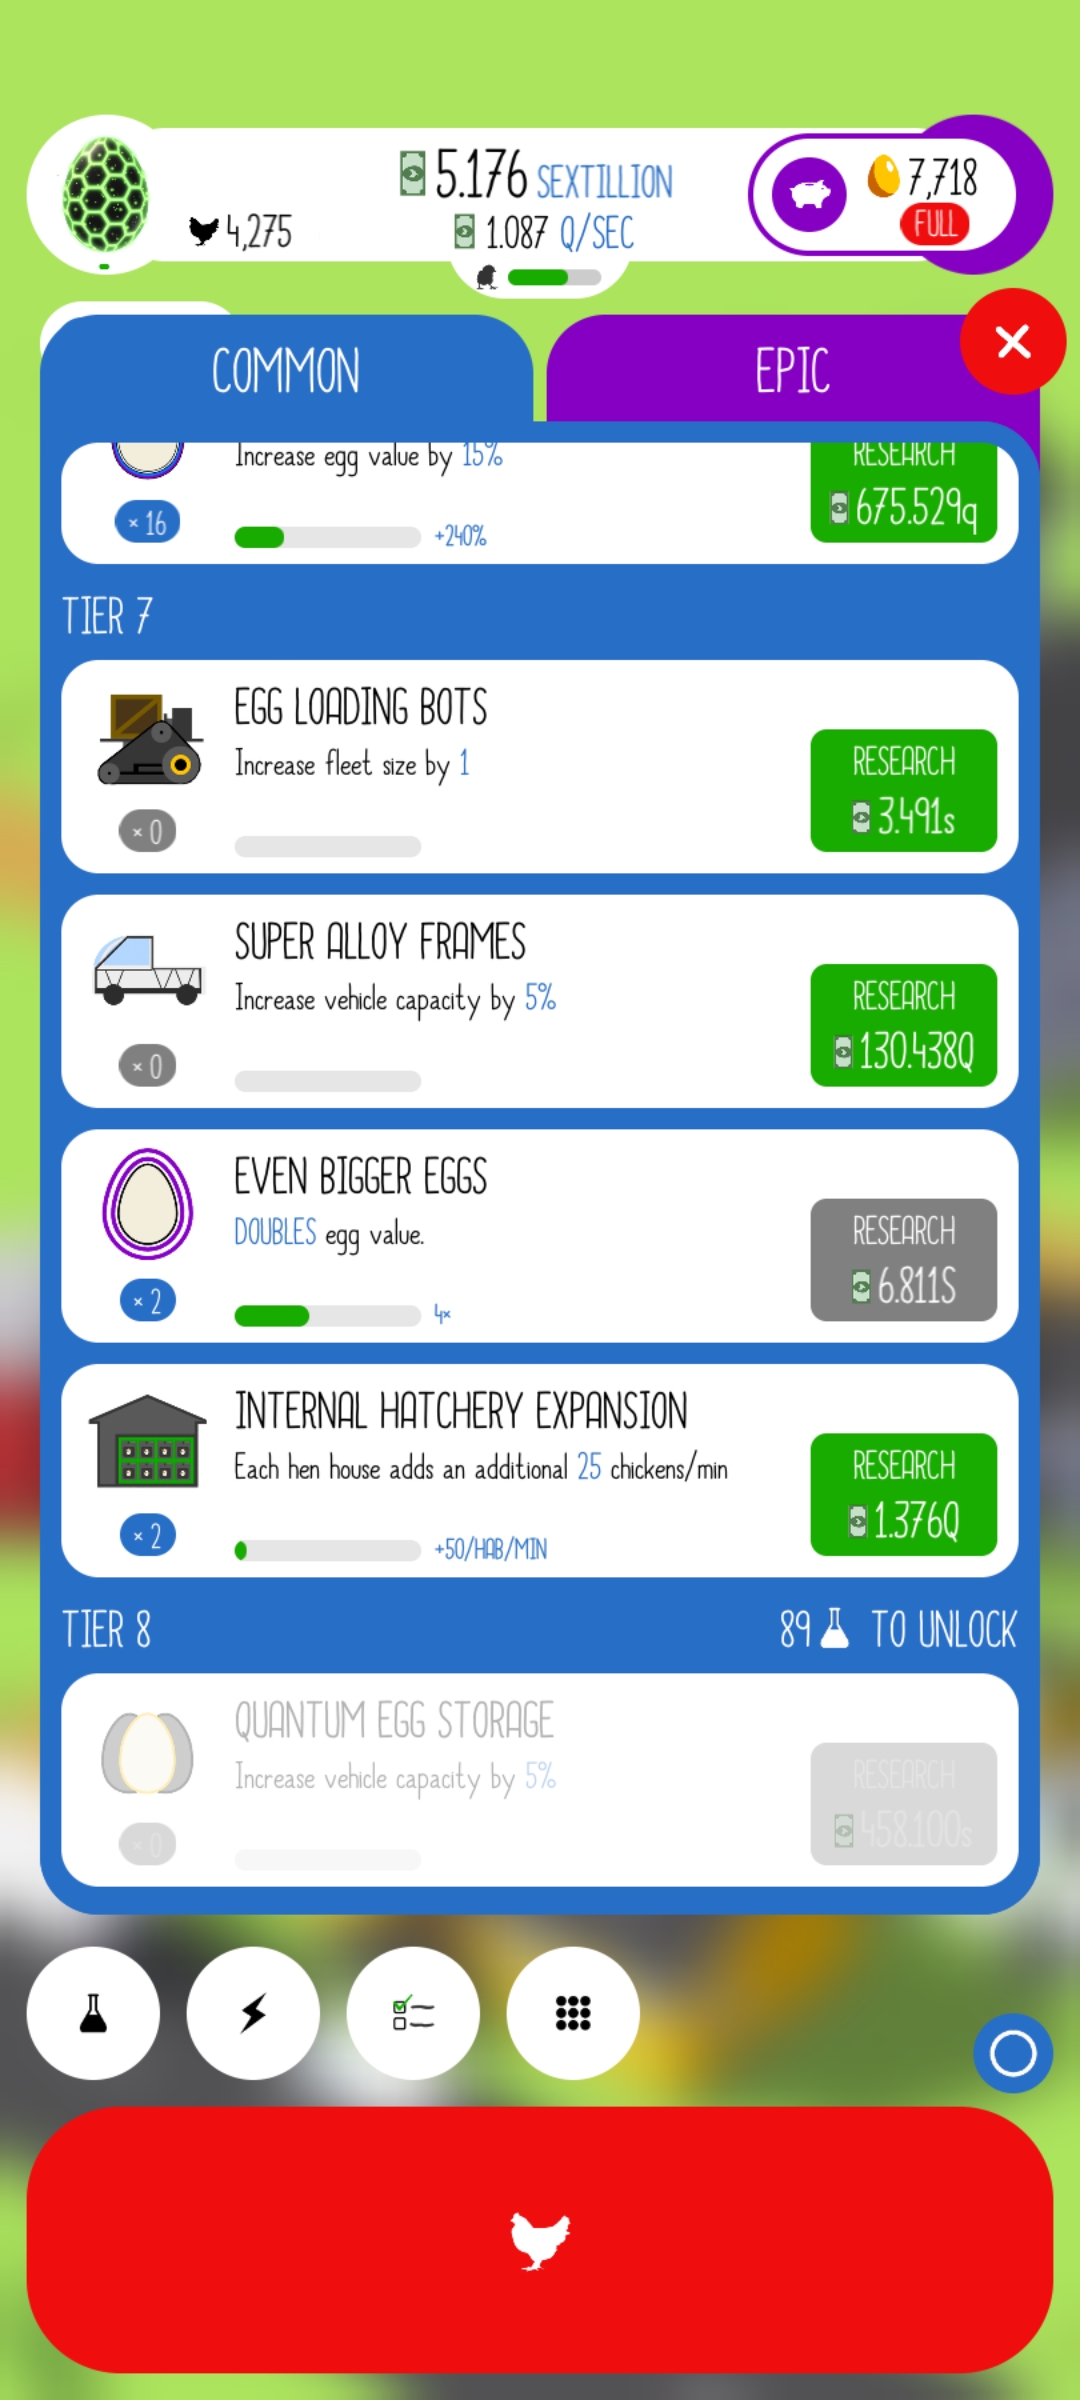 5.176 SEXTILLION
7,718
4,275
1.087 Q/SEC
FULL
COMMON
EPIC
Increase egg value by 15%
RESEARCH
675.529q
× 16
+240%
TIER 7
EGG LOADING BOTS
Increase fleet size by 1
RESEARCH
3.491s
× 0
SUPER ALLOY FRAMES
Increase vehicle capacity by 5%
RESEARCH
130.438Q
× 0
EVEN BIGGER EGGS
DOUBLES egg value.
RESEARCH
6.811S
× 2
4×
INTERNAL HATCHERY EXPANSION
Each hen house adds an additional 25 chickens/min
RESEARCH
1.376Q
× 2
+50/HAB/MIN
TIER 8
89 TO UNLOCK
QUANTUM EGG STORAGE
Increase vehicle capacity by 5%
RESEARCH
458.100s
× 0